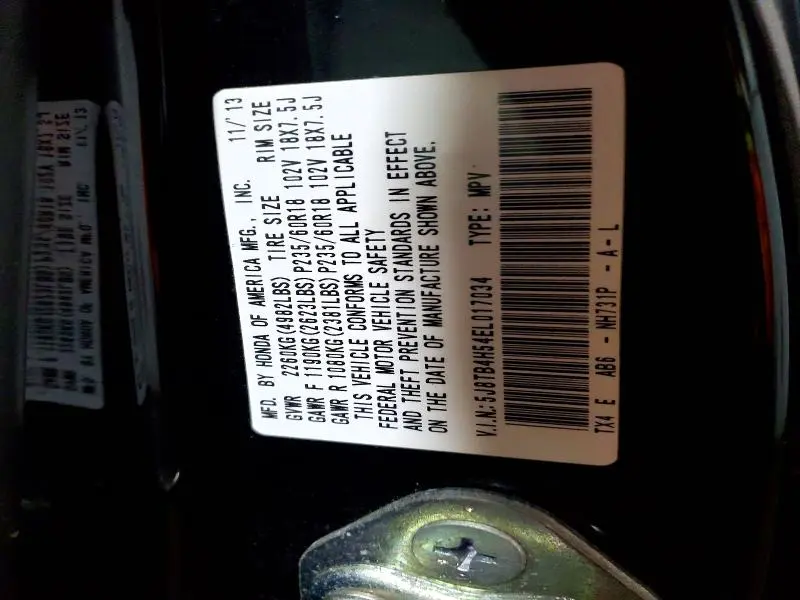 MFD. BY HONDA OF AMERICA MFG., INC. 11/13
GVWR 2260KG(4982LBS) TIRE SIZE RIM SIZE
GAWR F 1190KG(2623LBS)P235/60R18 102V 18X7.5J
GAWR R 1080KG(2381LBS)P235/60R18 102V 18X7.5J
THIS VEHICLE CONFORMS TO ALL APPLICABLE
FEDERAL MOTOR VEHICLE SAFETY
AND THEFT PREVENTION STANDARDS IN EFFECT
ON THE DATE OF MANUFACTURE SHOWN ABOVE.
V.I.N.: 5J8TB4H54EL017034 TYPE: MPV
TX4 E AB6 - NH731P - A - L